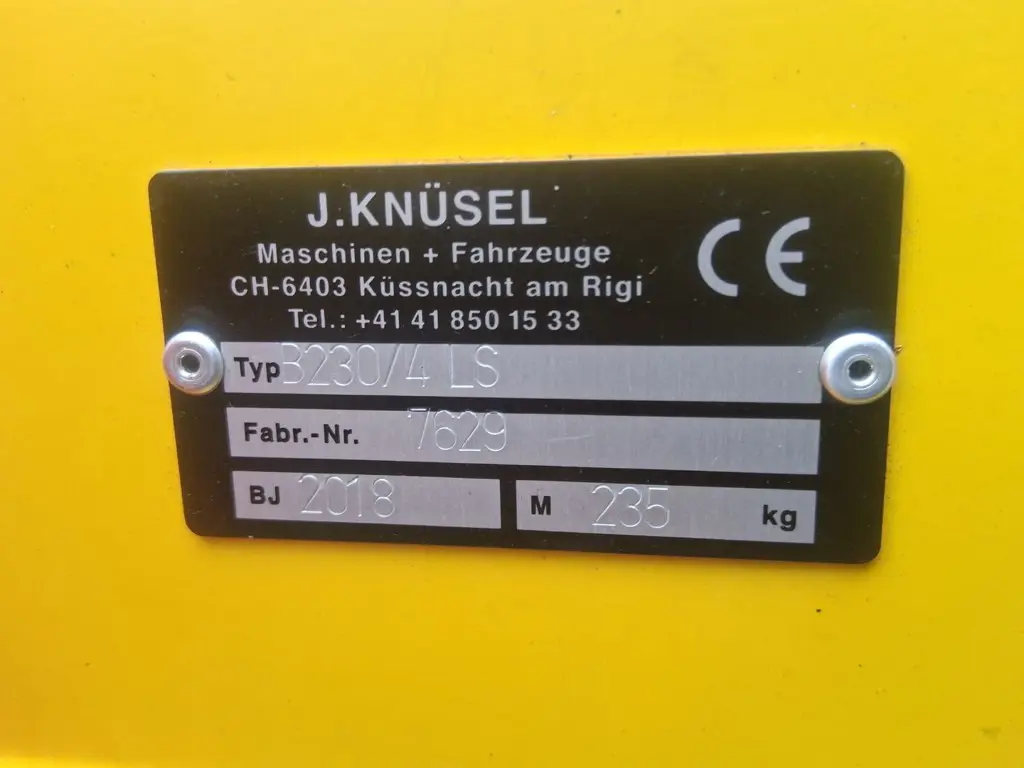 J.KNÜSEL
Maschinen + Fahrzeuge
CH-6403 Küssnacht am Rigi
Tel.: +41 41 850 15 33
CE
Typ B230/4 LS
Fabr.-Nr. 7629
BJ 2018 M 235 kg